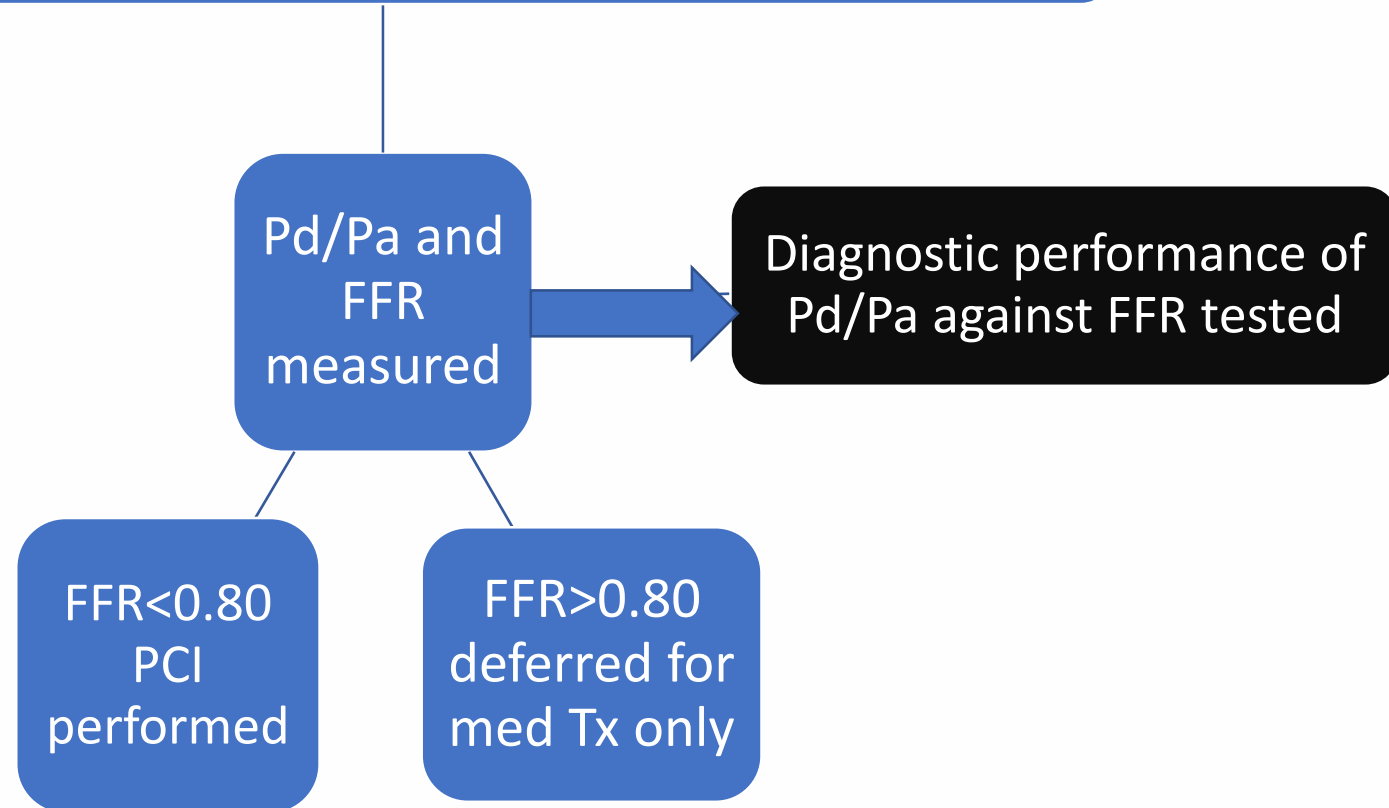 Pd/Pa and
FFR
measured
Diagnostic performance of
Pd/Pa against FFR tested
FFR<0.80
PCI
performed
FFR>0.80
deferred for
med Tx only